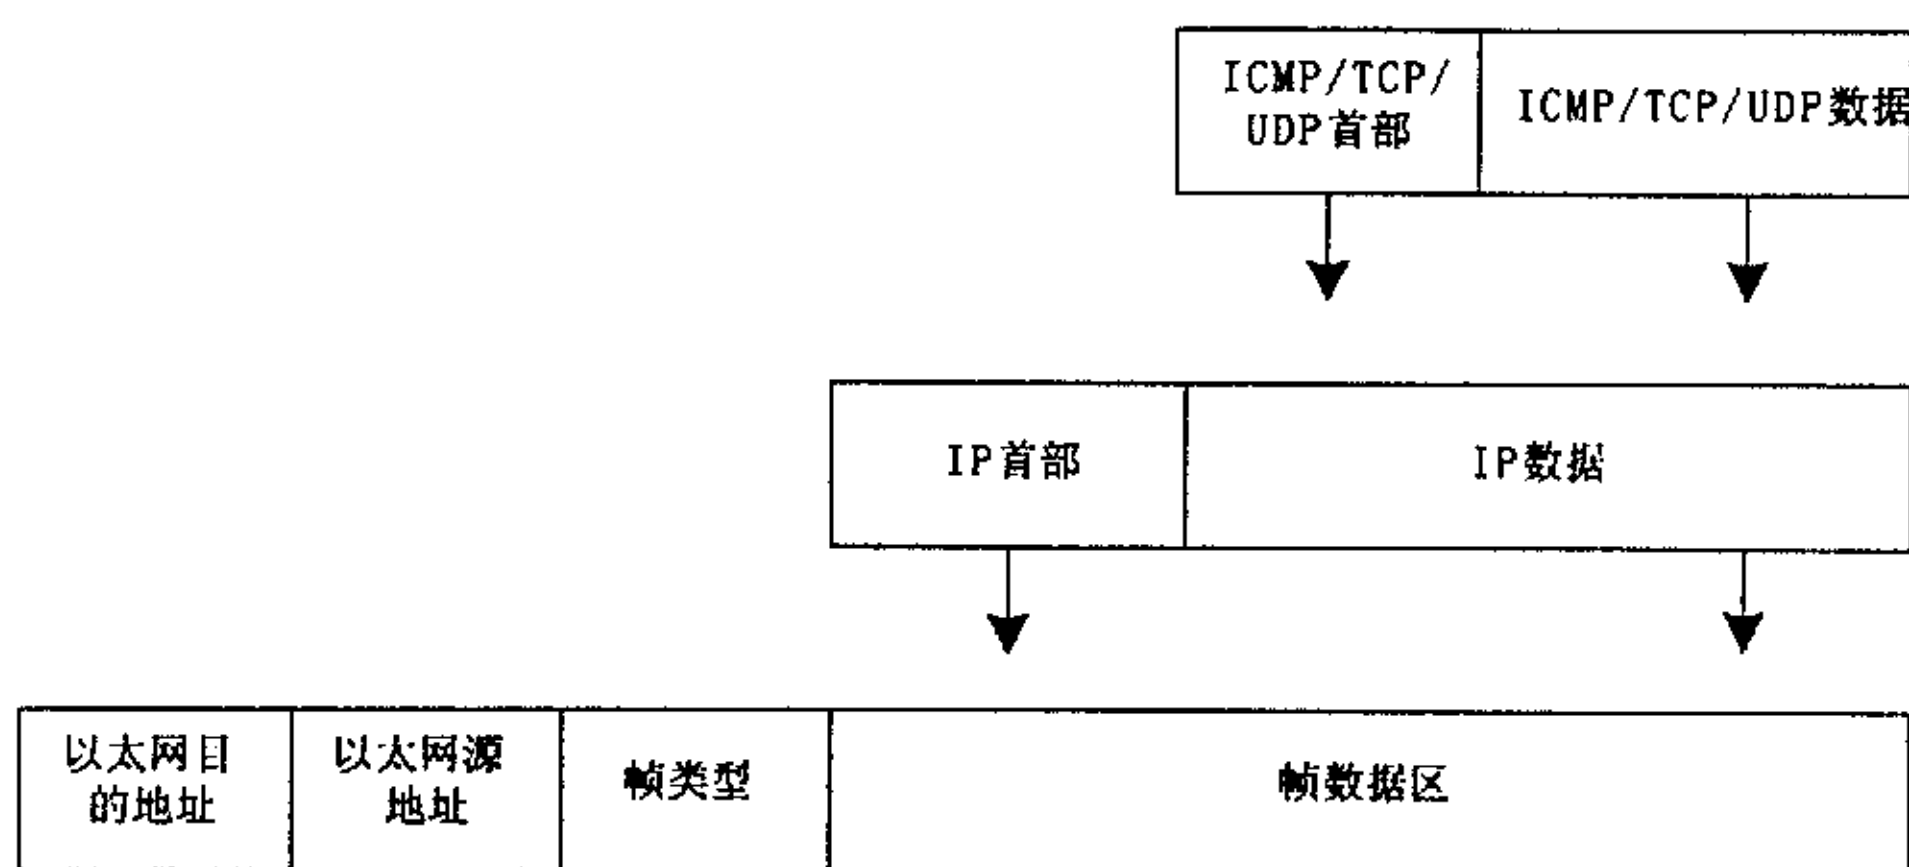 ICMP/TCP/
UDP首部
ICMP/TCP/UDP数据
IP首部
IP数据
以太网目
的地址
以太网源
地址
帧类型
帧数据区